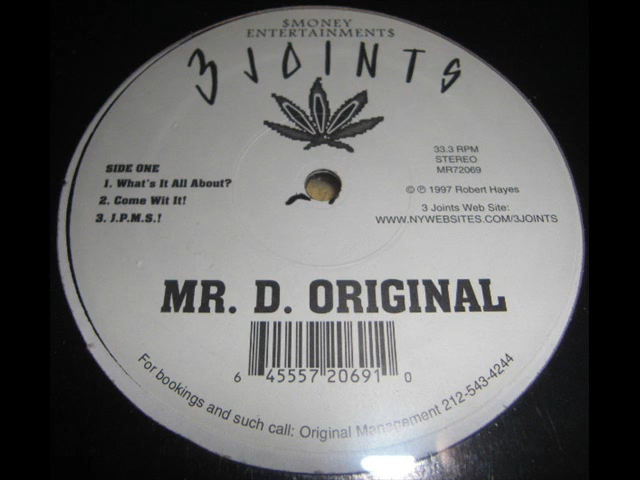 $MONEY
ENTERTAINMENT$
3 JOINTS
33.3 RPM
STEREO
MR72069
SIDE ONE
1. What's It All About?
2. Come Wit It!
3. J.P.M.S.!
© ℗ 1997 Robert Hayes
3 Joints Web Site:
WWW.NYWEBSITES.COM/3JOINTS
MR. D. ORIGINAL
6 45557 20691 0
For bookings and such call: Original Management 212-543-4244